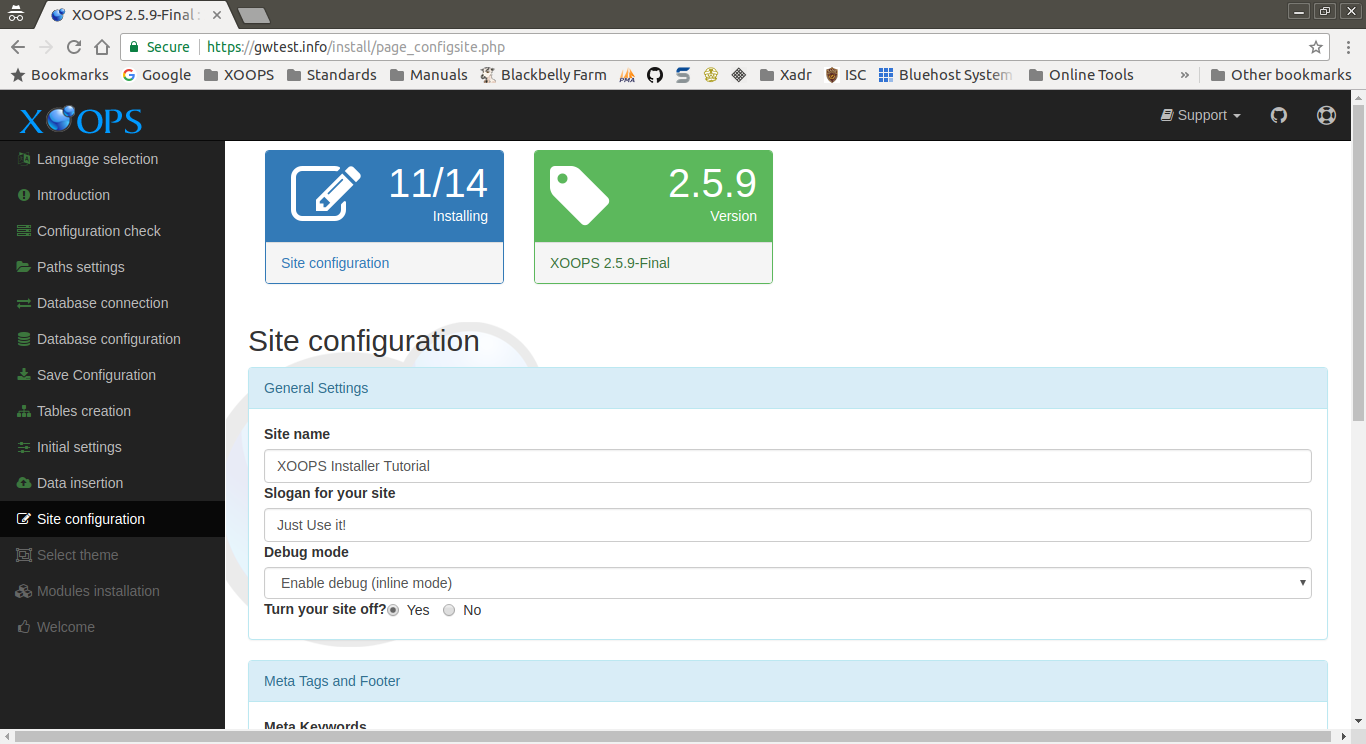 XOOPS 2.5.9-Final :
Secure https://gwtest.info/install/page_configsite.php
Bookmarks Google XOOPS Standards Manuals Blackbelly Farm PMA Xadr ISC Bluehost System Online Tools » Other bookmarks
XOOPS Support
Language selection
Introduction
Configuration check
Paths settings
Database connection
Database configuration
Save Configuration
Tables creation
Initial settings
Data insertion
Site configuration
Select theme
Modules installation
Welcome
11/14
Installing
Site configuration
2.5.9
Version
XOOPS 2.5.9-Final
Site configuration
General Settings
Site name
XOOPS Installer Tutorial
Slogan for your site
Just Use it!
Debug mode
Enable debug (inline mode)
Turn your site off? Yes No
Meta Tags and Footer
Meta Keywords